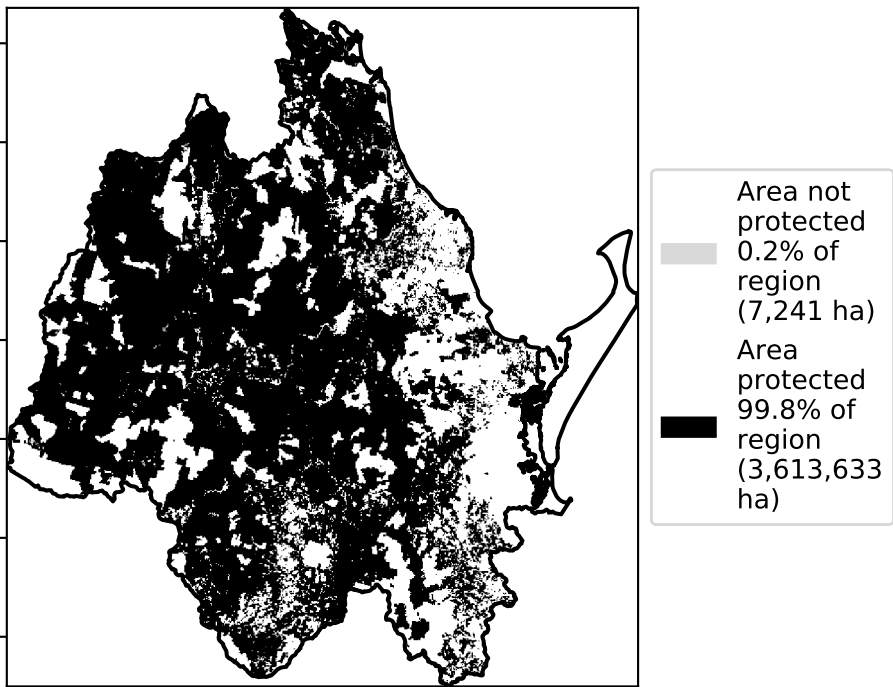 Area not
protected
0.2% of
region
(7,241 ha)
Area
protected
99.8% of
region
(3,613,633
ha)